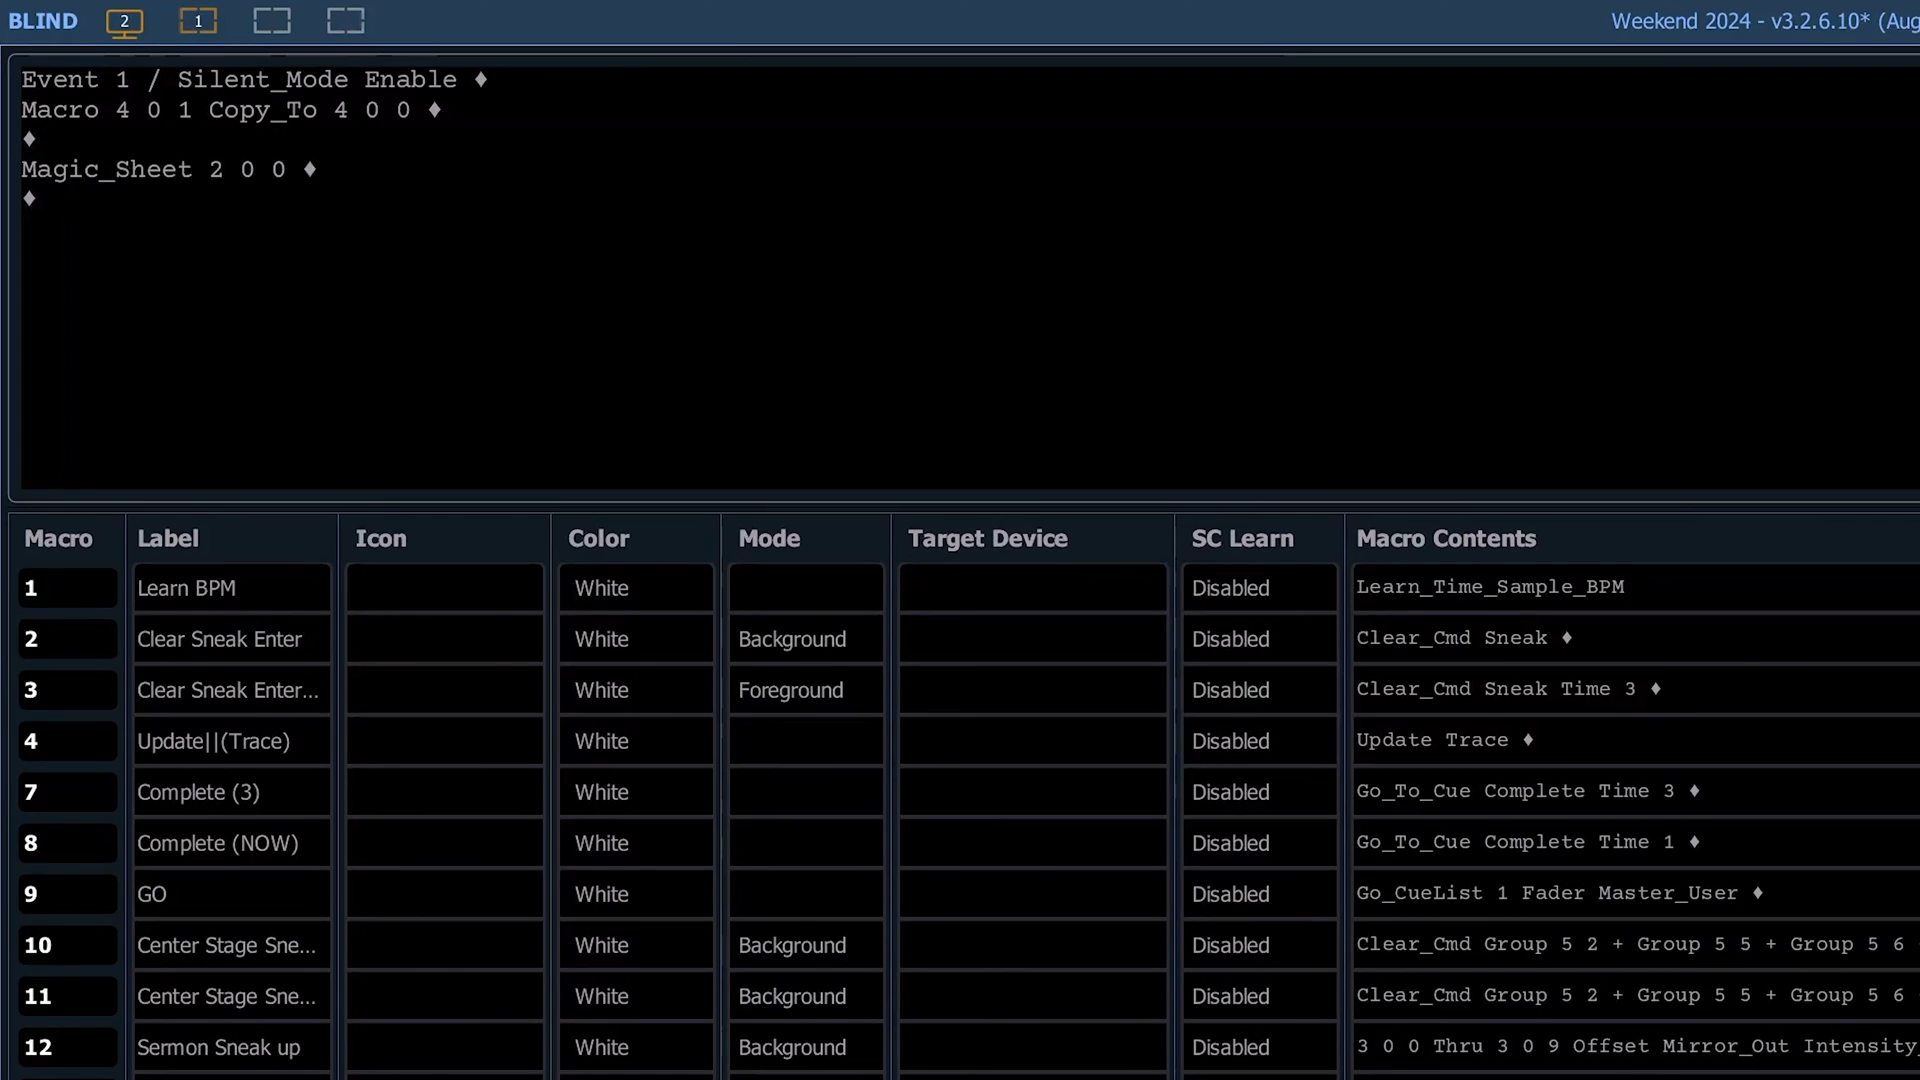 BLIND 2 1 Weekend 2024 - v3.2.6.10* (Aug
Event 1 / Silent_Mode Enable ♦
Macro 4 0 1 Copy_To 4 0 0 ♦
♦
Magic_Sheet 2 0 0 ♦
♦
Macro Label Icon Color Mode Target Device SC Learn Macro Contents
1 Learn BPM White Disabled Learn_Time_Sample_BPM
2 Clear Sneak Enter White Background Disabled Clear_Cmd Sneak ♦
3 Clear Sneak Enter... White Foreground Disabled Clear_Cmd Sneak Time 3 ♦
4 Update||(Trace) White Disabled Update Trace ♦
7 Complete (3) White Disabled Go_To_Cue Complete Time 3 ♦
8 Complete (NOW) White Disabled Go_To_Cue Complete Time 1 ♦
9 GO White Disabled Go_CueList 1 Fader Master_User ♦
10 Center Stage Sne... White Background Disabled Clear_Cmd Group 5 2 + Group 5 5 + Group 5 6
11 Center Stage Sne... White Background Disabled Clear_Cmd Group 5 2 + Group 5 5 + Group 5 6
12 Sermon Sneak up White Background Disabled 3 0 0 Thru 3 0 9 Offset Mirror_Out Intensity_